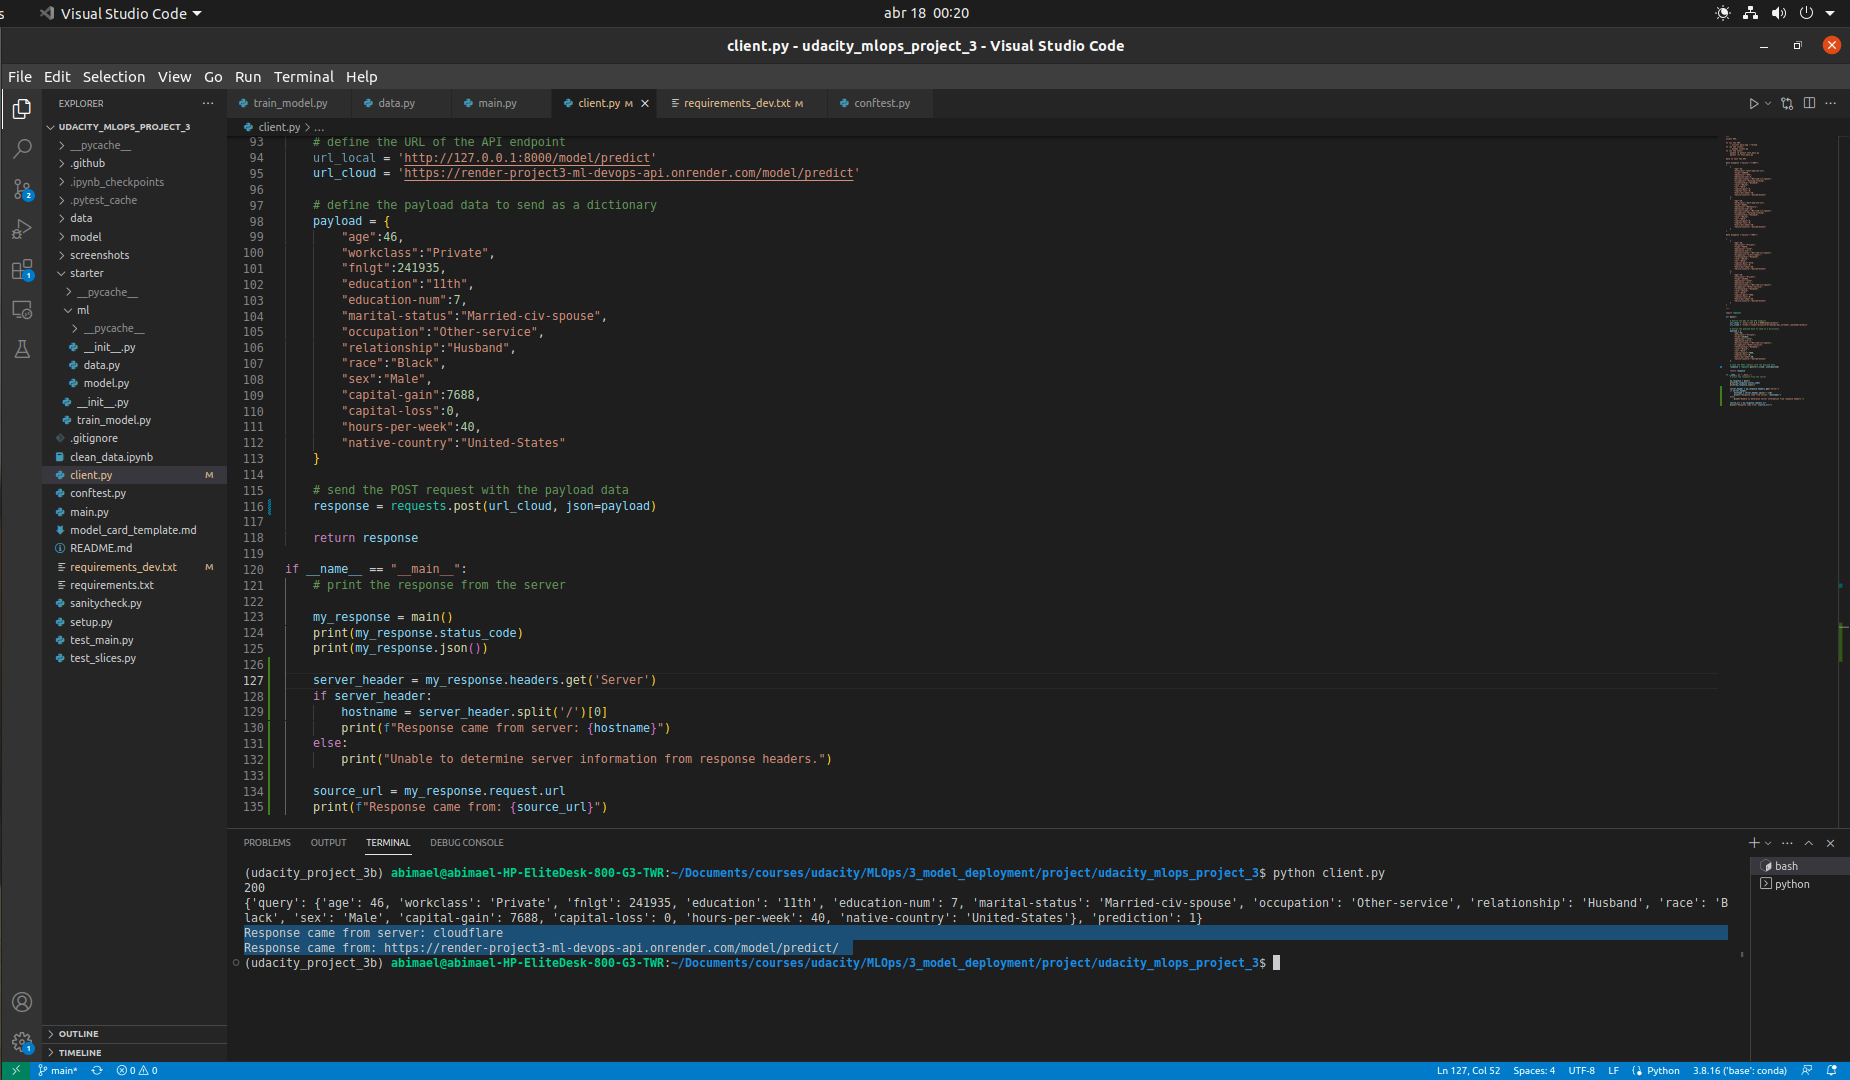 s
Visual Studio Code
abr 18 00:20
client.py - udacity_mlops_project_3 - Visual Studio Code
File Edit Selection View Go Run Terminal Help
EXPLORER
train_model.py
data.py
main.py
client.py M
requirements_dev.txt M
conftest.py
client.py > ...
UDACITY_MLOPS_PROJECT_3
__pycache__
.github
.ipynb_checkpoints
.pytest_cache
data
model
screenshots
starter
__pycache__
ml
__pycache__
__init__.py
data.py
model.py
__init__.py
train_model.py
.gitignore
clean_data.ipynb
client.py M
conftest.py
main.py
model_card_template.md
README.md
requirements_dev.txt M
requirements.txt
sanitycheck.py
setup.py
test_main.py
test_slices.py
OUTLINE
TIMELINE
2
1
1
93 # define the URL of the API endpoint
94 url_local = 'http://127.0.0.1:8000/model/predict'
95 url_cloud = 'https://render-project3-ml-devops-api.onrender.com/model/predict'
96
97 # define the payload data to send as a dictionary
98 payload = {
99 "age":46,
100 "workclass":"Private",
101 "fnlgt":241935,
102 "education":"11th",
103 "education-num":7,
104 "marital-status":"Married-civ-spouse",
105 "occupation":"Other-service",
106 "relationship":"Husband",
107 "race":"Black",
108 "sex":"Male",
109 "capital-gain":7688,
110 "capital-loss":0,
111 "hours-per-week":40,
112 "native-country":"United-States"
113 }
114
115 # send the POST request with the payload data
116 response = requests.post(url_cloud, json=payload)
117
118 return response
119
120 if __name__ == "__main__":
121 # print the response from the server
122
123 my_response = main()
124 print(my_response.status_code)
125 print(my_response.json())
126
127 server_header = my_response.headers.get('Server')
128 if server_header:
129 hostname = server_header.split('/')[0]
130 print(f"Response came from server: {hostname}")
131 else:
132 print("Unable to determine server information from response headers.")
133
134 source_url = my_response.request.url
135 print(f"Response came from: {source_url}")
PROBLEMS OUTPUT TERMINAL DEBUG CONSOLE
(udacity_project_3b) abimael@abimael-HP-EliteDesk-800-G3-TWR:~/Documents/courses/udacity/MLOps/3_model_deployment/project/udacity_mlops_project_3$ python client.py
200
{'query': {'age': 46, 'workclass': 'Private', 'fnlgt': 241935, 'education': '11th', 'education-num': 7, 'marital-status': 'Married-civ-spouse', 'occupation': 'Other-service', 'relationship': 'Husband', 'race': 'B
lack', 'sex': 'Male', 'capital-gain': 7688, 'capital-loss': 0, 'hours-per-week': 40, 'native-country': 'United-States'}, 'prediction': 1}
Response came from server: cloudflare
Response came from: https://render-project3-ml-devops-api.onrender.com/model/predict/
(udacity_project_3b) abimael@abimael-HP-EliteDesk-800-G3-TWR:~/Documents/courses/udacity/MLOps/3_model_deployment/project/udacity_mlops_project_3$
bash
python
main* 0 0
Ln 127, Col 52 Spaces: 4 UTF-8 LF Python 3.8.16 ('base': conda)